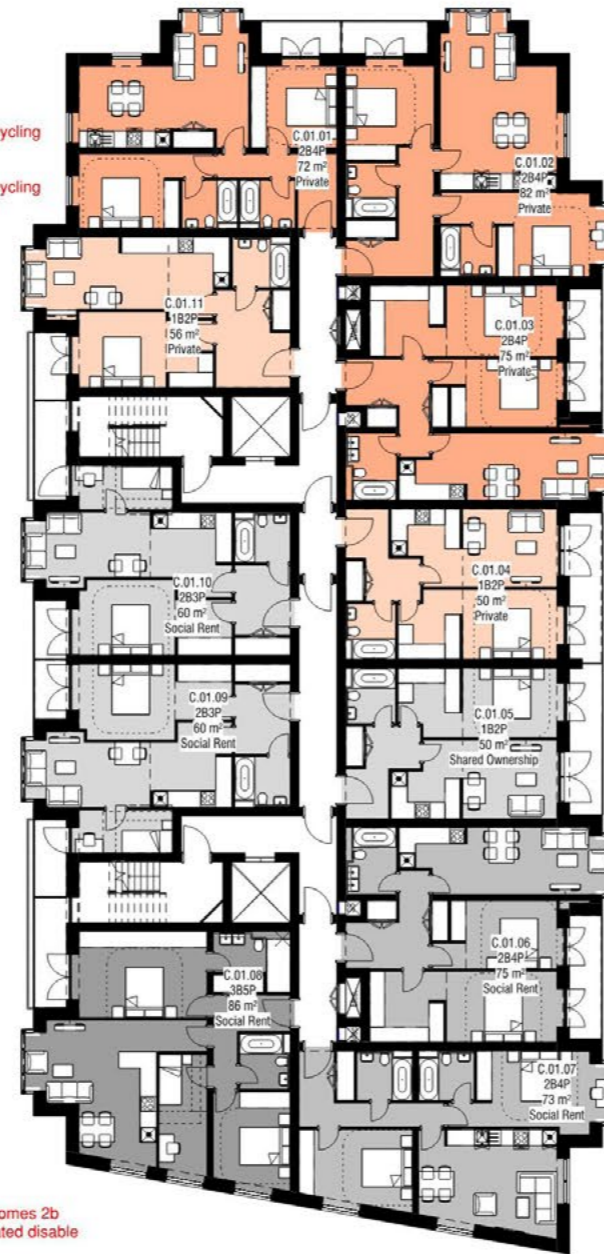 ycling
ycling
C.01.01
2B4P
72 m²
Private
C.01.02
2B4P
82 m²
Private
C.01.11
1B2P
56 m²
Private
C.01.03
2B4P
75 m²
Private
C.01.10
2B3P
60 m²
Social Rent
C.01.04
1B2P
50 m²
Private
C.01.09
2B3P
60 m²
Social Rent
C.01.05
1B2P
50 m²
Shared Ownership
C.01.08
3B5P
86 m²
Social Rent
C.01.06
2B4P
75 m²
Social Rent
C.01.07
2B4P
73 m²
Social Rent
omes 2b
ted disable